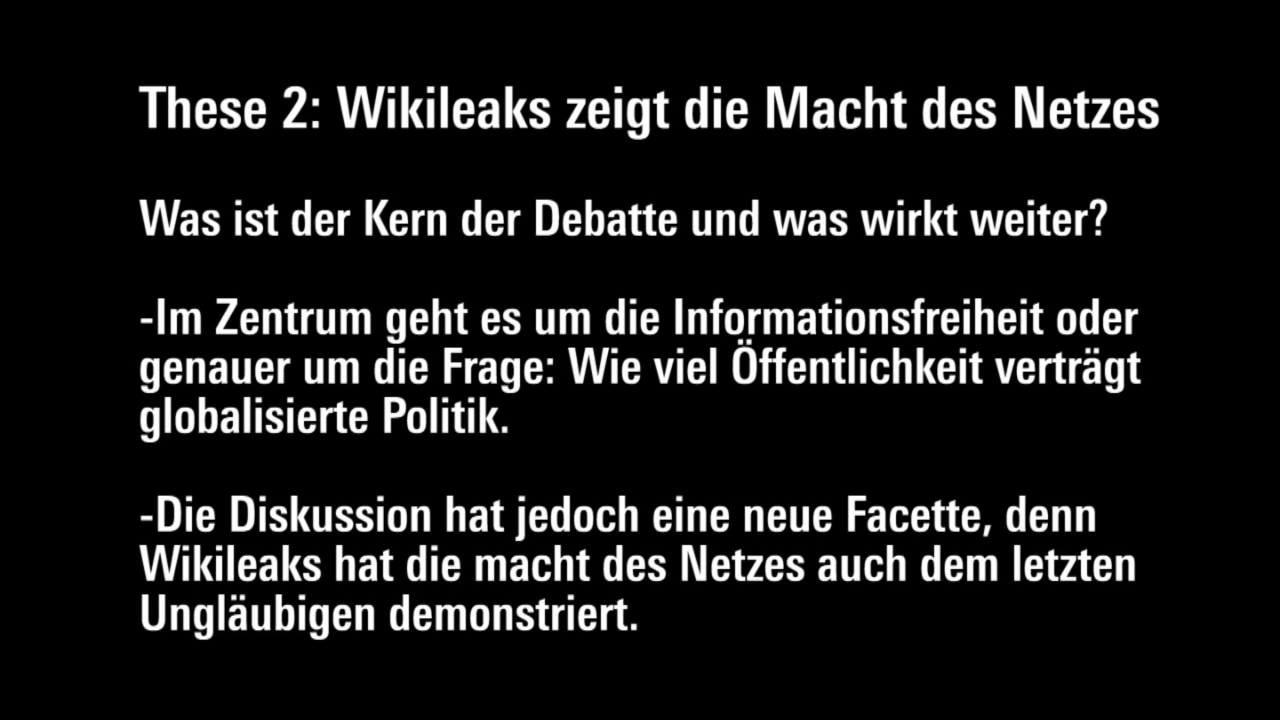 These 2: Wikileaks zeigt die Macht des Netzes
Was ist der Kern der Debatte und was wirkt weiter?
-Im Zentrum geht es um die Informationsfreiheit oder
genauer um die Frage: Wie viel Öffentlichkeit verträgt
globalisierte Politik.
-Die Diskussion hat jedoch eine neue Facette, denn
Wikileaks hat die macht des Netzes auch dem letzten
Ungläubigen demonstriert.